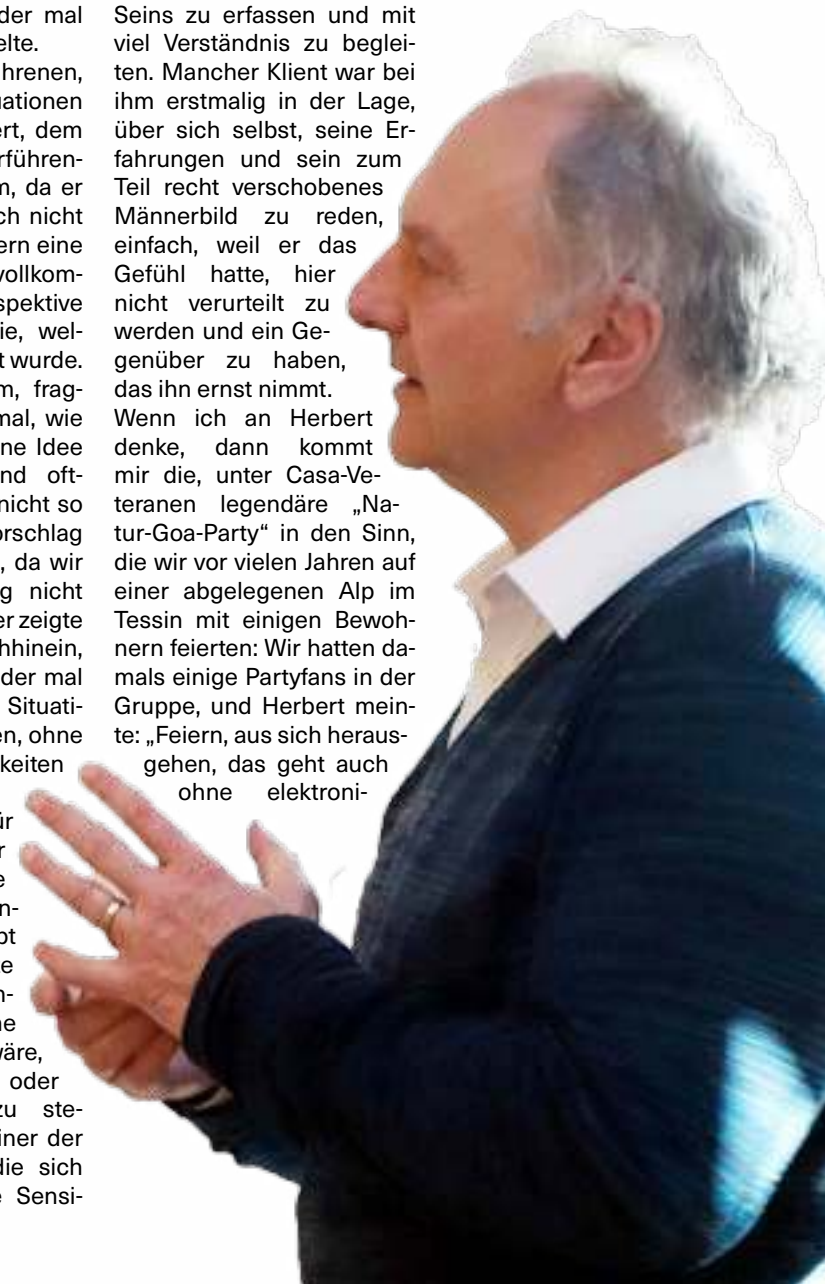 der mal
elte.
hrenen,
uationen
ert, dem
rführen-
n, da er
ch nicht
ern eine
vollkom-
spektive
ie, wel-
t wurde.
m, frag-
mal, wie
ne Idee
nd oft-
nicht so
orschlag
, da wir
g nicht
er zeigte
hhinein,
der mal
Situati-
en, ohne
keiten
ür
r
e
n-
e
n-
ne
wäre,
oder
zu ste-
iner der
die sich
e Sensi-
Seins zu erfassen und mit
viel Verständnis zu beglei-
ten. Mancher Klient war bei
ihm erstmalig in der Lage,
über sich selbst, seine Er-
fahrungen und sein zum
Teil recht verschobenes
Männerbild zu reden,
einfach, weil er das
Gefühl hatte, hier
nicht verurteilt zu
werden und ein Ge-
genüber zu haben,
das ihn ernst nimmt.
Wenn ich an Herbert
denke, dann kommt
mir die, unter Casa-Ve-
teranen legendäre „Na-
tur-Goa-Party“ in den Sinn,
die wir vor vielen Jahren auf
einer abgelegenen Alp im
Tessin mit einigen Bewoh-
nern feierten: Wir hatten da-
mals einige Partyfans in der
Gruppe, und Herbert mein-
te: „Feiern, aus sich heraus-
gehen, das geht auch
ohne elektroni-